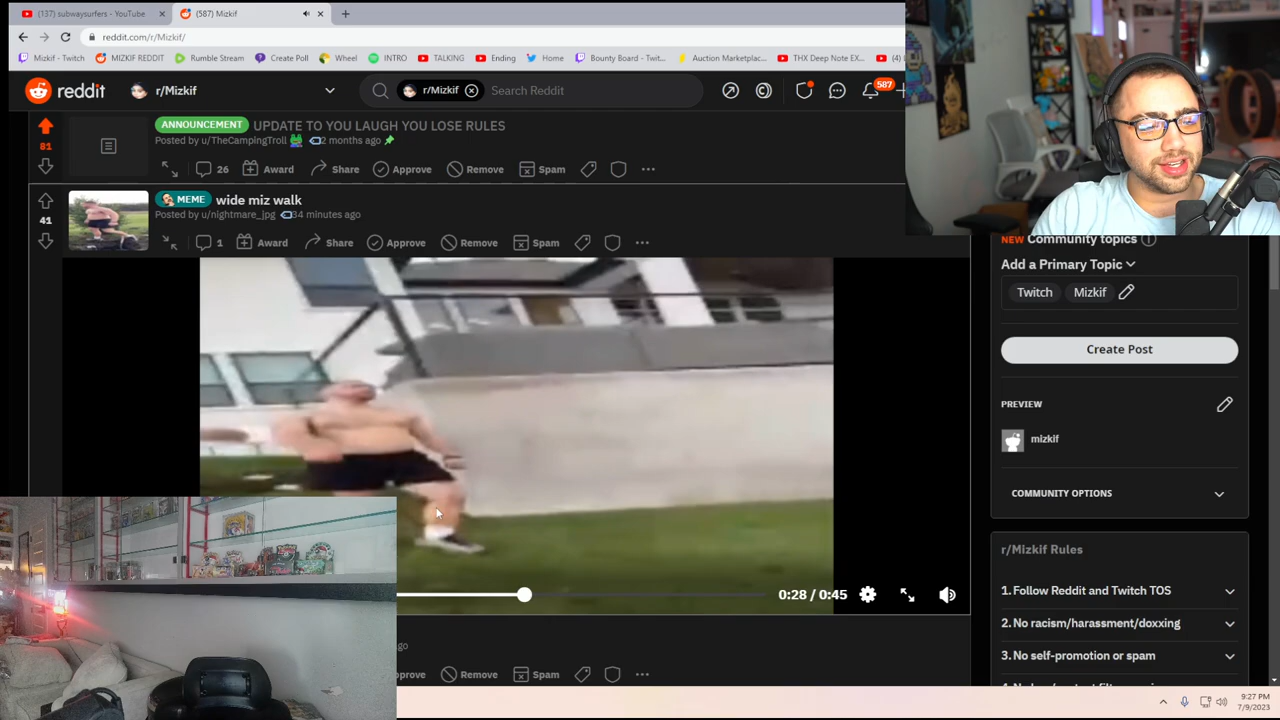 (137) subwaysurfers - YouTube
(587) Mizkif
reddit.com/r/Mizkif/
Mizkif - Twitch MIZKIF REDDIT Rumble Stream Create Poll Wheel INTRO TALKING Ending Home Bounty Board - Twit... Auction Marketplac... THX Deep Note EX...
reddit r/Mizkif r/Mizkif Search Reddit 587
ANNOUNCEMENT UPDATE TO YOU LAUGH YOU LOSE RULES
Posted by u/TheCampingTroll 2 months ago
81
26 Award Share Approve Remove Spam
MEME wide miz walk
Posted by u/nightmare_jpg 34 minutes ago
41
1 Award Share Approve Remove Spam
0:28 / 0:45
Remove Spam
NEW Community topics
Add a Primary Topic
Twitch Mizkif
Create Post
PREVIEW
mizkif
COMMUNITY OPTIONS
r/Mizkif Rules
1. Follow Reddit and Twitch TOS
2. No racism/harassment/doxxing
3. No self-promotion or spam
9:27 PM
7/9/2023